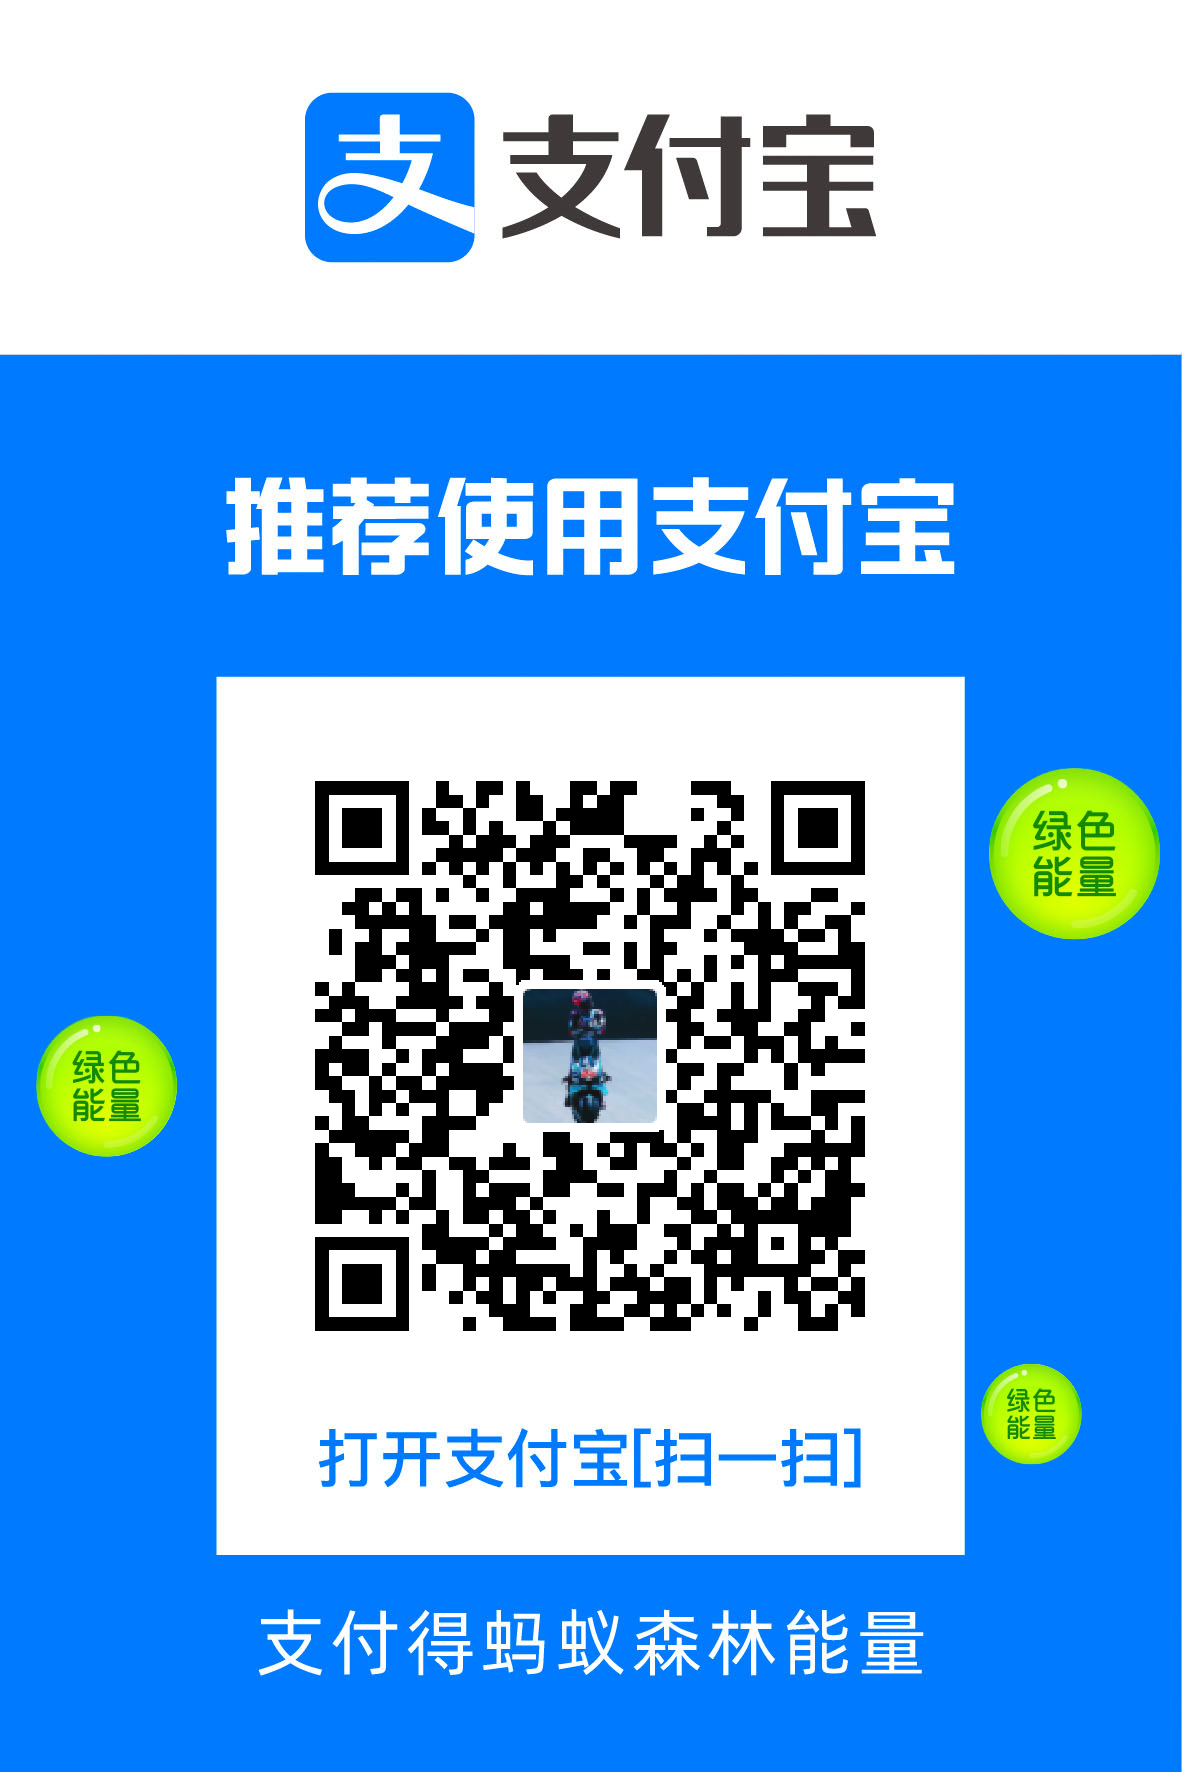 支付宝
推荐使用支付宝
绿色
能量
绿色
能量
绿色
能量
打开支付宝[扫一扫]
支付得蚂蚁森林能量